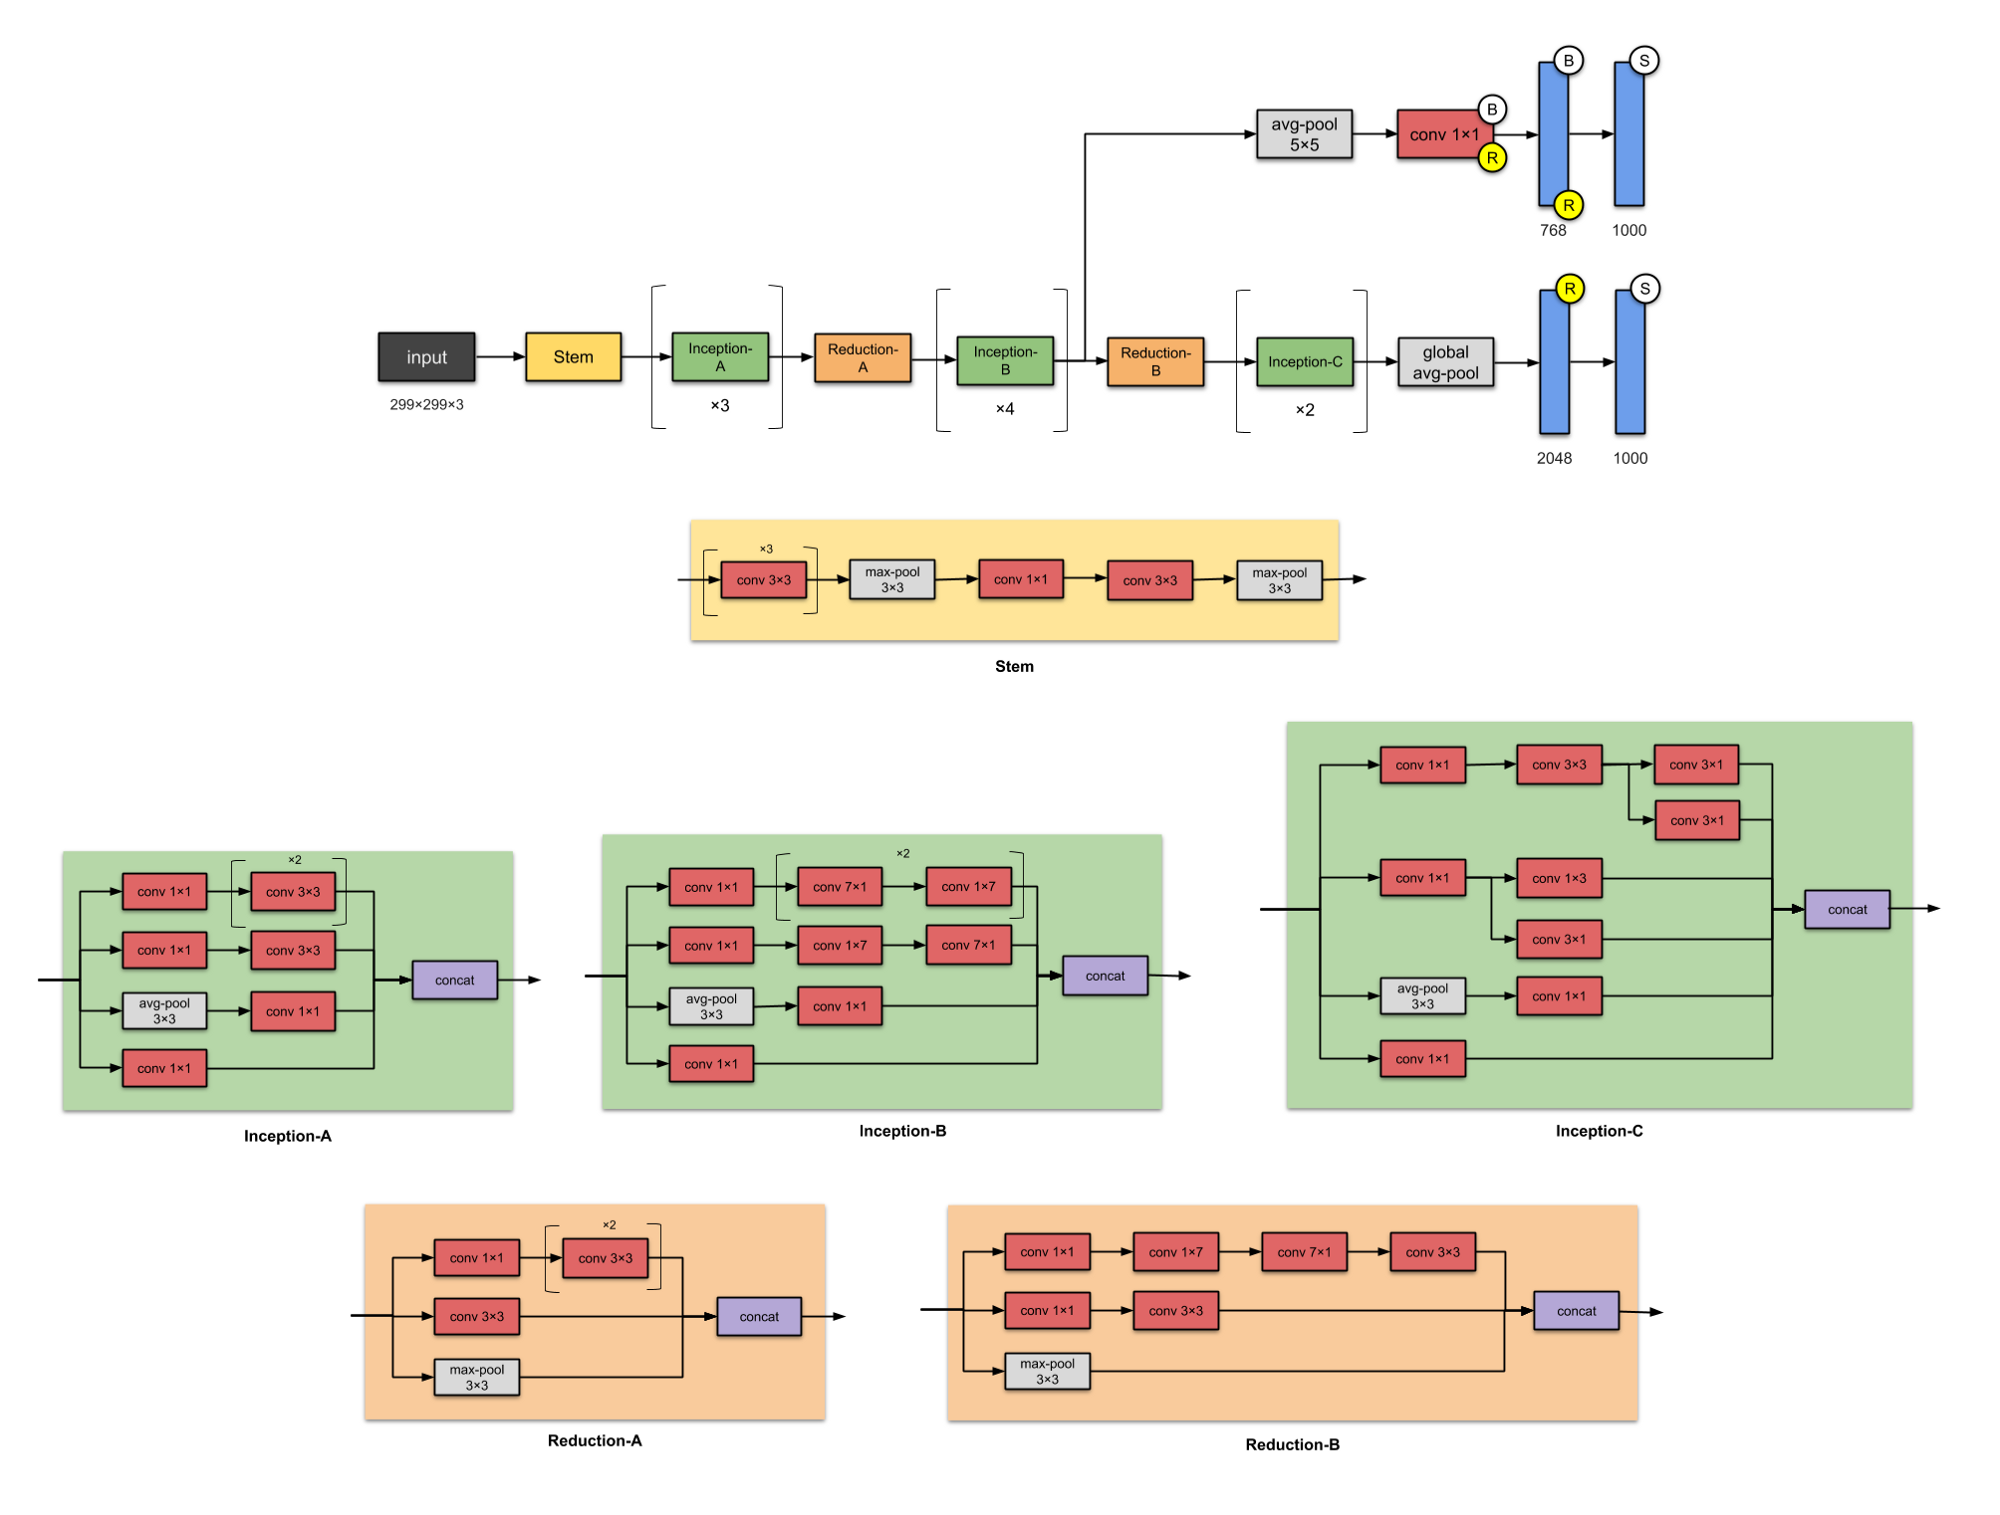 B
S
avg-pool
5×5
conv 1×1
B
R
R
768
1000
input
299×299×3
Stem
Inception-
A
×3
Reduction-
A
Inception-
B
×4
Reduction-
B
Inception-C
×2
global
avg-pool
R
S
2048
1000
×3
conv 3×3
max-pool
3×3
conv 1×1
conv 3×3
max-pool
3×3
Stem
×2
conv 1×1
conv 3×3
conv 1×1
conv 3×3
avg-pool
3×3
conv 1×1
conv 1×1
concat
Inception-A
×2
conv 1×1
conv 7×1
conv 1×7
conv 1×1
conv 1×7
conv 7×1
avg-pool
3×3
conv 1×1
conv 1×1
concat
Inception-B
conv 1×1
conv 3×3
conv 3×1
conv 3×1
conv 1×1
conv 1×3
conv 3×1
avg-pool
3×3
conv 1×1
conv 1×1
concat
Inception-C
×2
conv 1×1
conv 3×3
conv 3×3
max-pool
3×3
concat
Reduction-A
conv 1×1
conv 1×7
conv 7×1
conv 3×3
conv 1×1
conv 3×3
max-pool
3×3
concat
Reduction-B